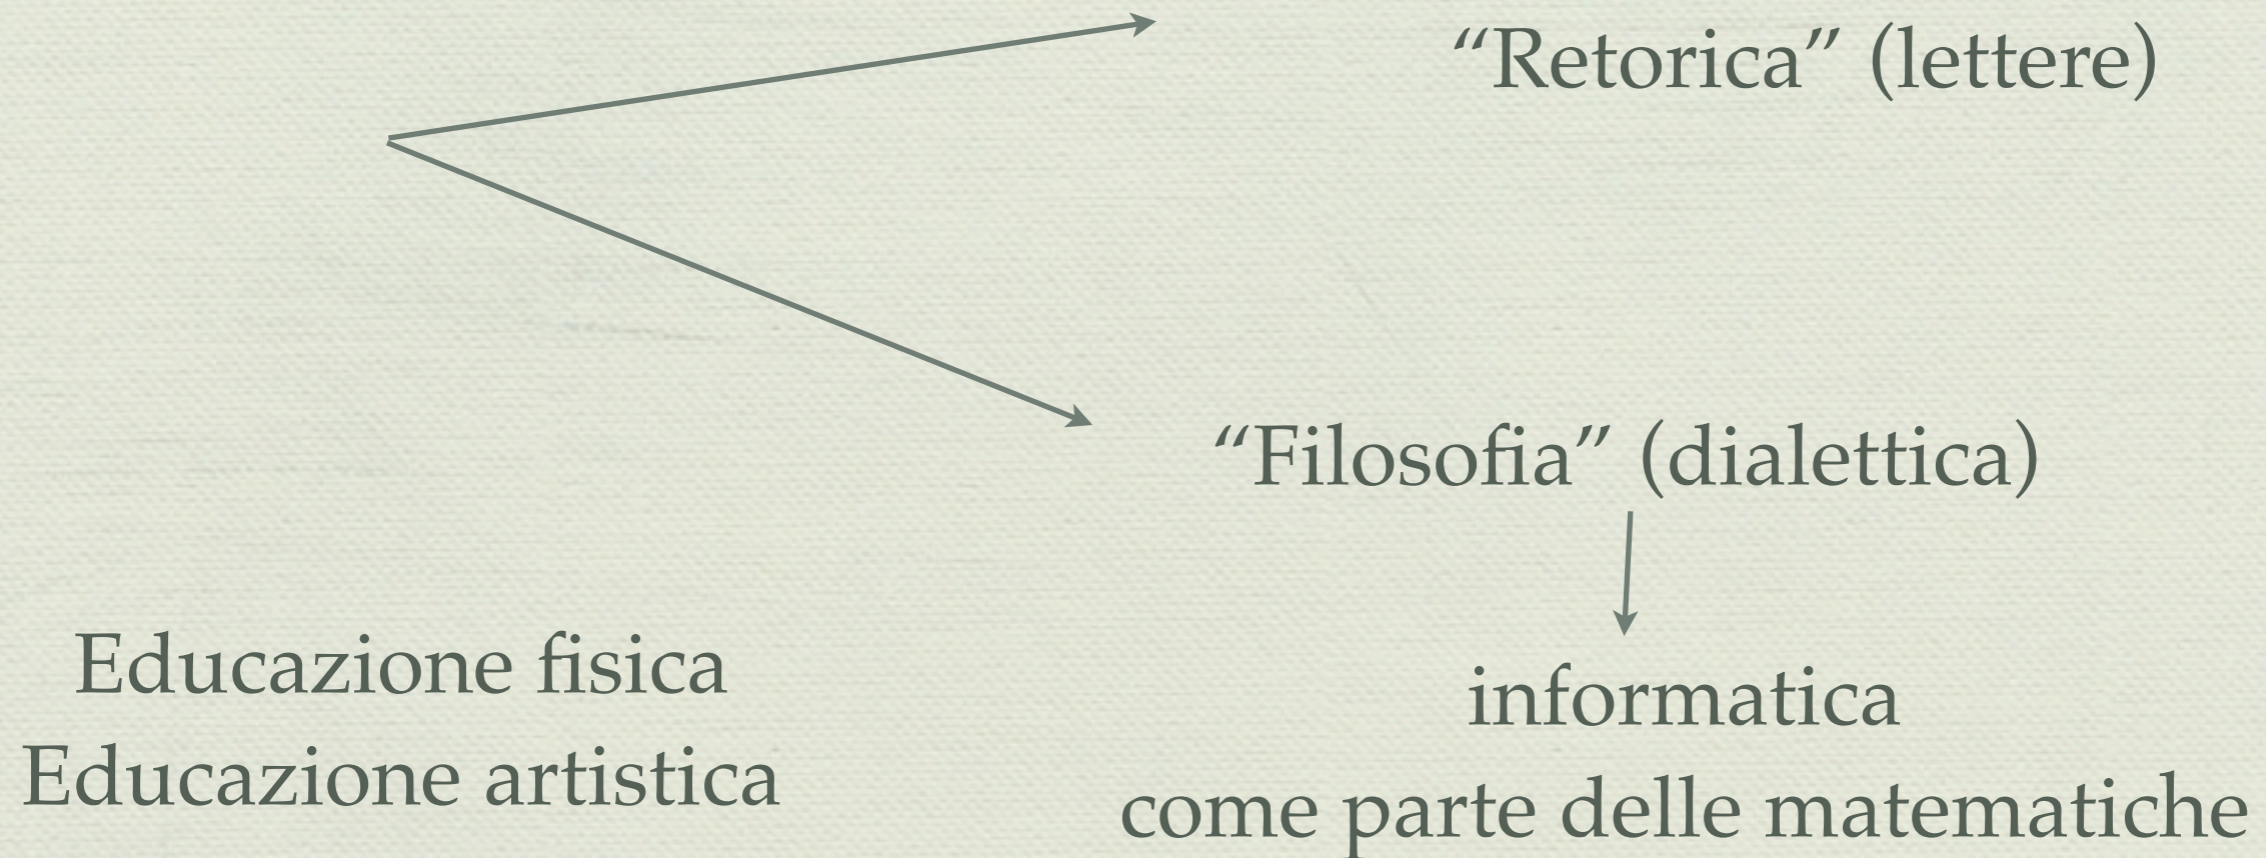 “Retorica” (lettere)
“Filosofia” (dialettica)
Educazione fisica
Educazione artistica
informatica
come parte delle matematiche